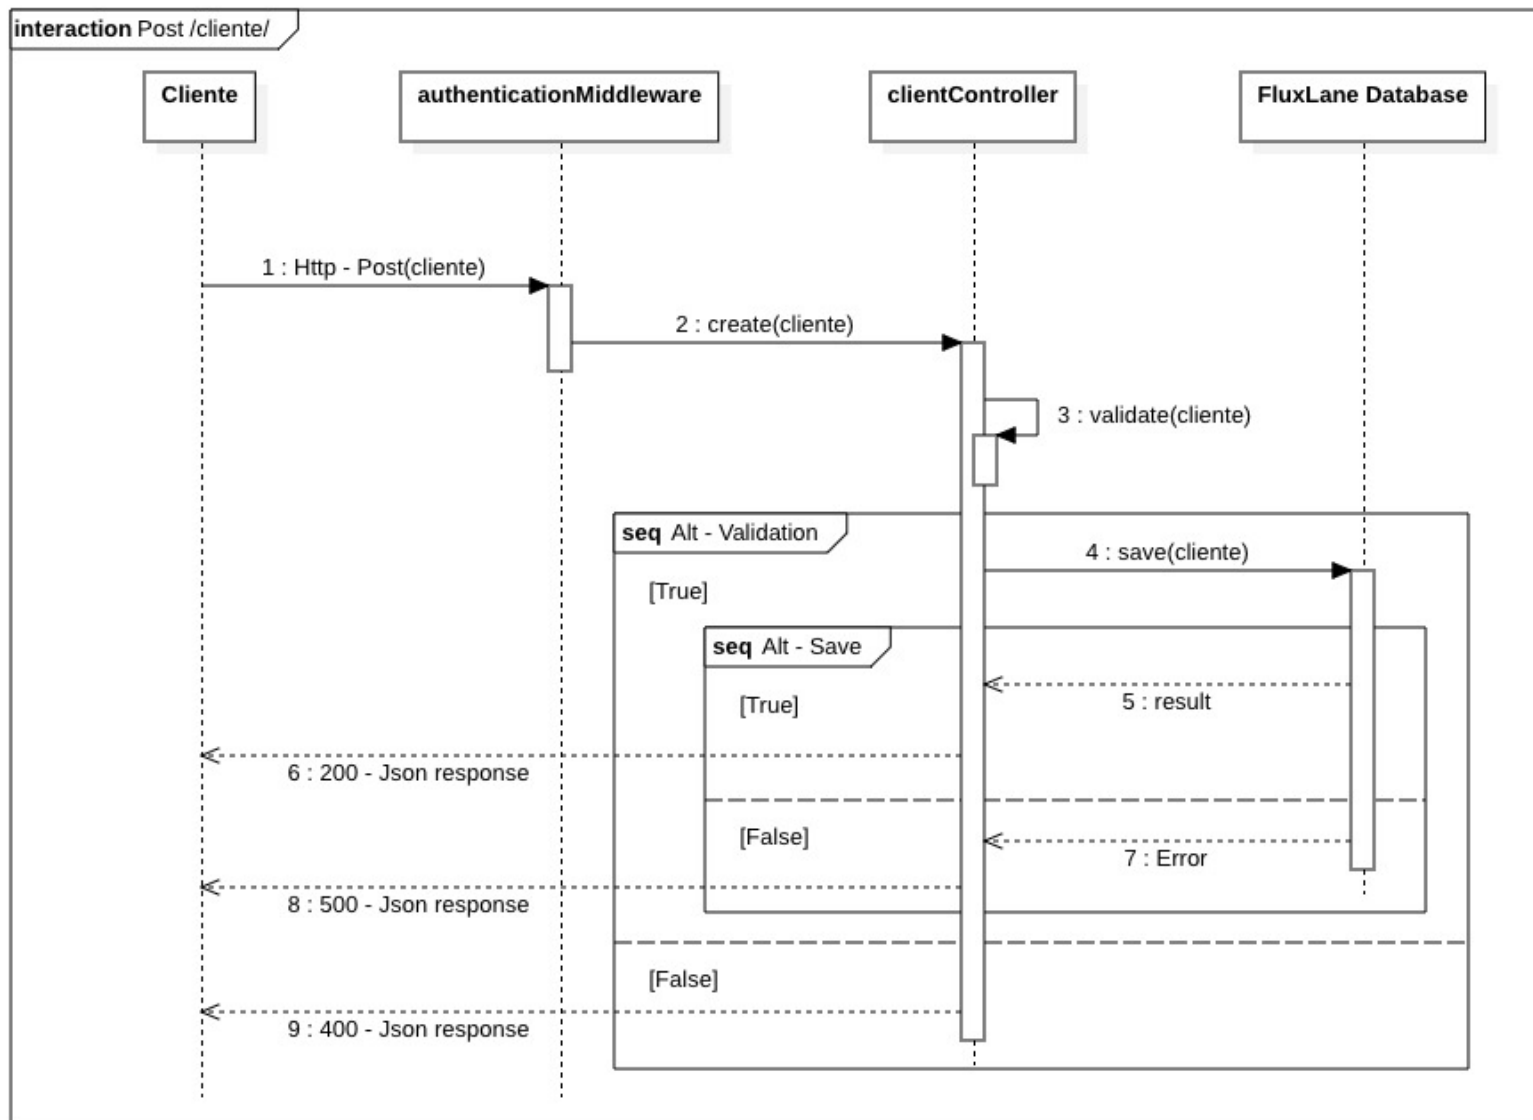 interaction Post /cliente/
Cliente
authenticationMiddleware
clientController
FluxLane Database
1 : Http - Post(cliente)
2 : create(cliente)
3 : validate(cliente)
seq Alt - Validation
4 : save(cliente)
[True]
seq Alt - Save
[True]
5 : result
6 : 200 - Json response
[False]
7 : Error
8 : 500 - Json response
[False]
9 : 400 - Json response